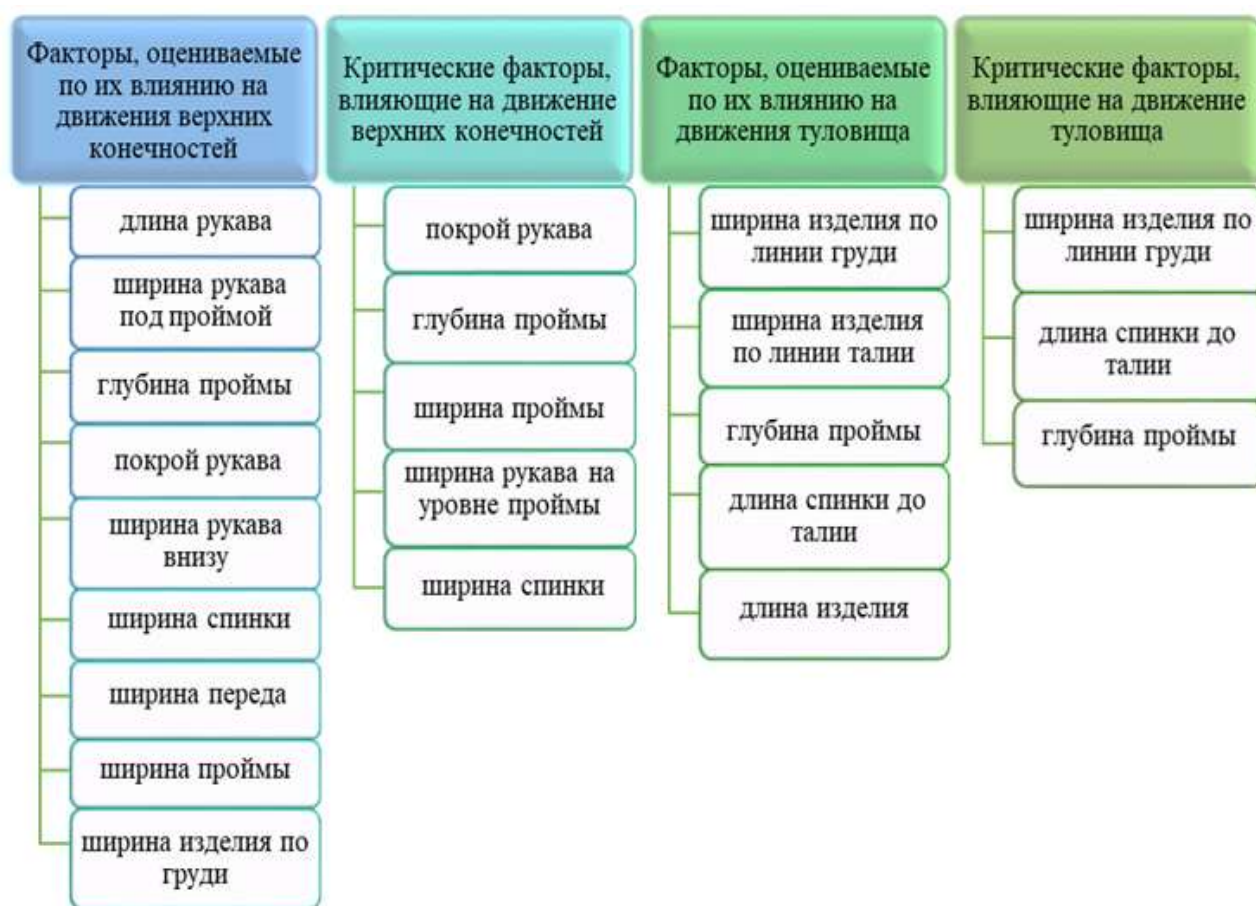 Факторы, оцениваемые
по их влиянию на
движения верхних
конечностей
длина рукава
ширина рукава
под проймой
глубина проймы
покрой рукава
ширина рукава
внизу
ширина спинки
ширина переда
ширина проймы
ширина изделия по
груди
Критические факторы,
влияющие на движение
верхних конечностей
покрой рукава
глубина проймы
ширина проймы
ширина рукава на
уровне проймы
ширина спинки
Факторы, оцениваемые
по их влиянию на
движения туловища
ширина изделия по
линии груди
ширина изделия
по линии талии
глубина проймы
длина спинки до
талии
длина изделия
Критические факторы,
влияющие на движение
туловища
ширина изделия по
линии груди
длина спинки до
талии
глубина проймы